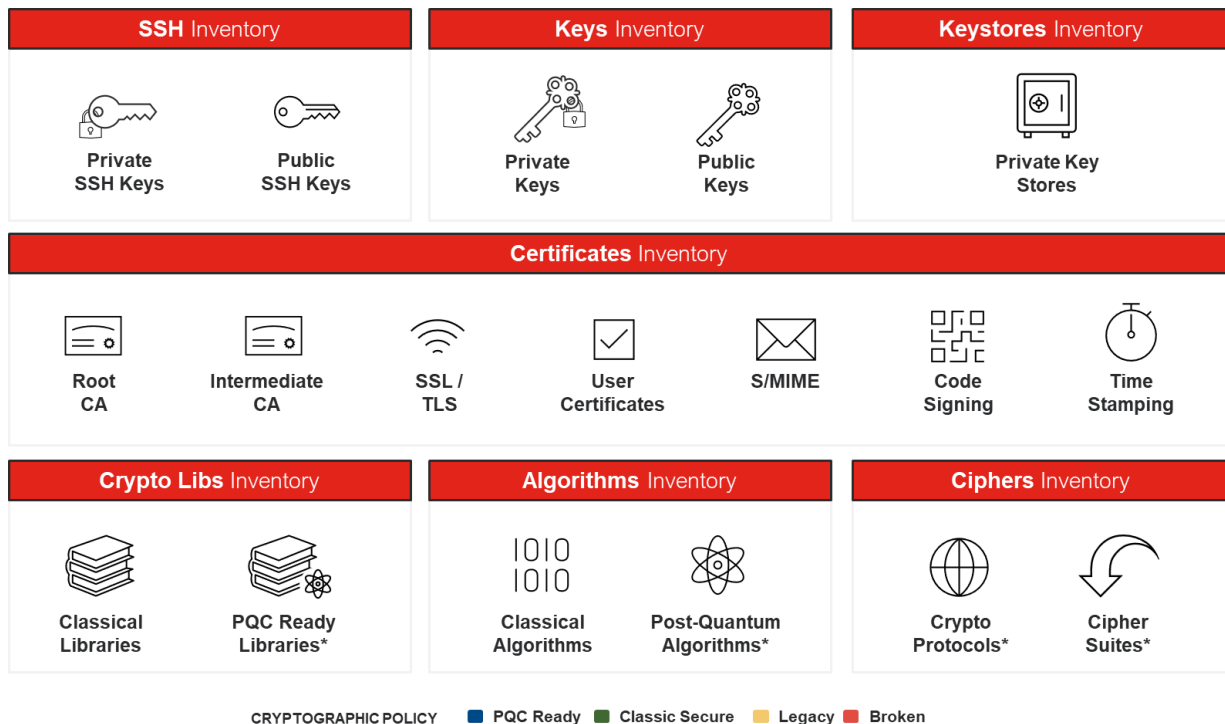 SSH Inventory
Keys Inventory
Keystores Inventory
Private
SSH Keys
Public
SSH Keys
Private
Keys
Public
Keys
Private Key
Stores
Certificates Inventory
Root
CA
Intermediate
CA
SSL /
TLS
User
Certificates
S/MIME
Code
Signing
Time
Stamping
Crypto Libs Inventory
Algorithms Inventory
Ciphers Inventory
Classical
Libraries
PQC Ready
Libraries*
1010
1010
Classical
Algorithms
Post-Quantum
Algorithms*
Crypto
Protocols*
Cipher
Suites*
CRYPTOGRAPHIC POLICY
PQC Ready
Classic Secure
Legacy
Broken